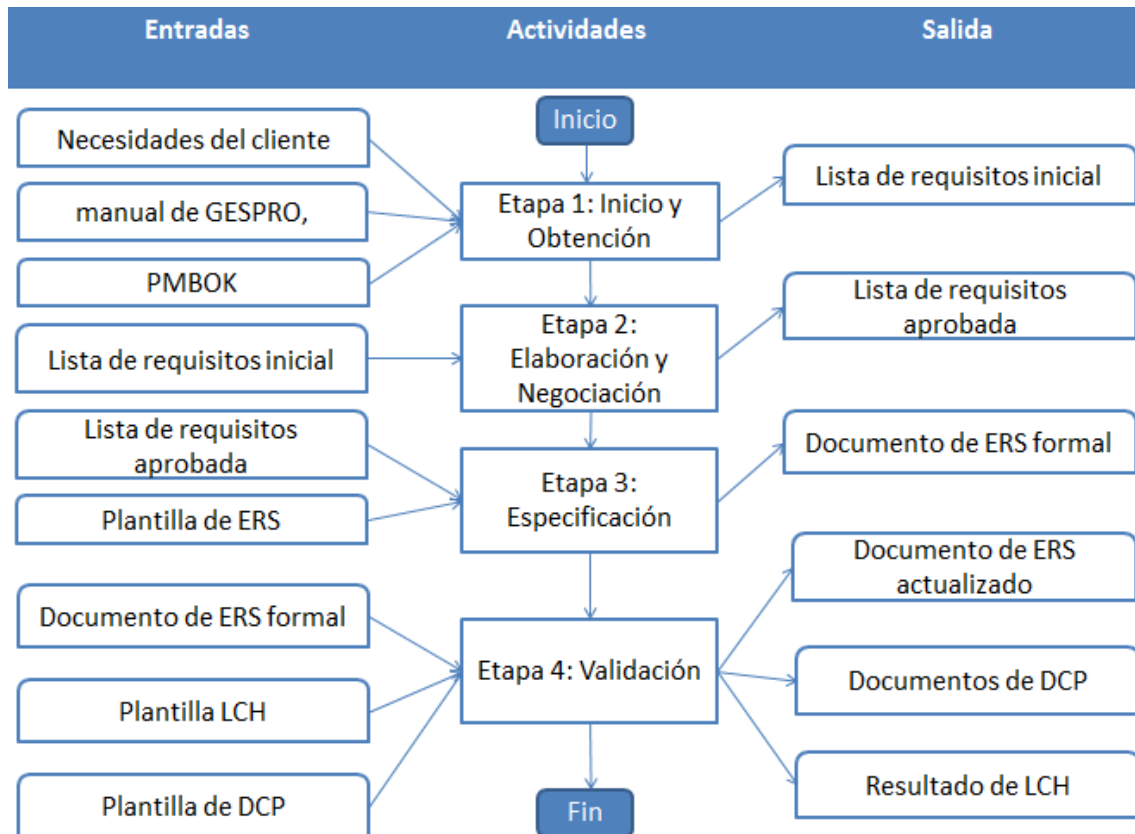 Entradas
Actividades
Salida
Inicio
Necesidades del cliente
manual de GESPRO,
PMBOK
Etapa 1: Inicio y
Obtención
Lista de requisitos inicial
Lista de requisitos inicial
Etapa 2:
Elaboración y
Negociación
Lista de requisitos
aprobada
Lista de requisitos
aprobada
Plantilla de ERS
Etapa 3:
Especificación
Documento de ERS formal
Documento de ERS formal
Plantilla LCH
Plantilla de DCP
Etapa 4: Validación
Documento de ERS
actualizado
Documentos de DCP
Resultado de LCH
Fin